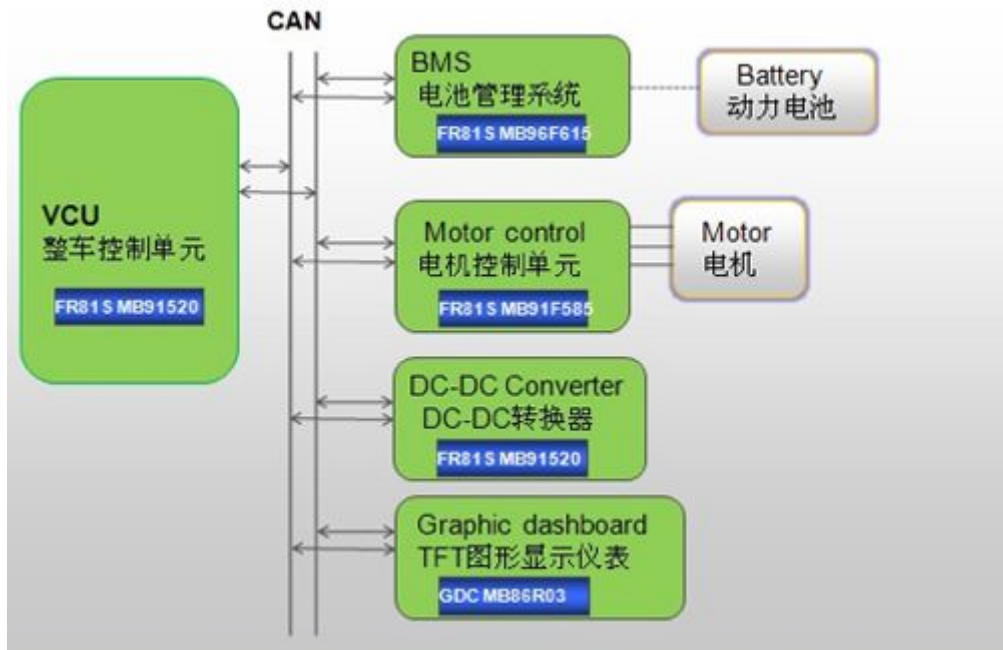 CAN
VCU
整车控制单元
FR81S MB91520
BMS
电池管理系统
FR81S MB96F615
Battery
动力电池
Motor control
电机控制单元
FR81S MB91F585
Motor
电机
DC-DC Converter
DC-DC转换器
FR81S MB91520
Graphic dashboard
TFT图形显示仪表
GDC MB86R03